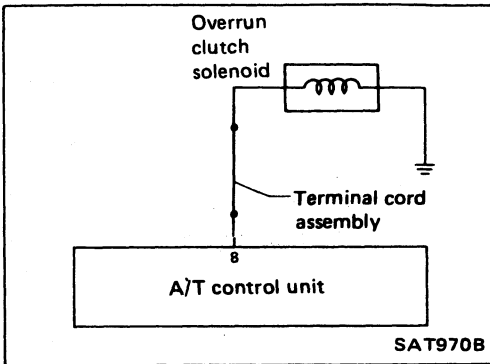 Overrun
clutch
solenoid
Terminal cord
assembly
8
A/T control unit
SAT970B